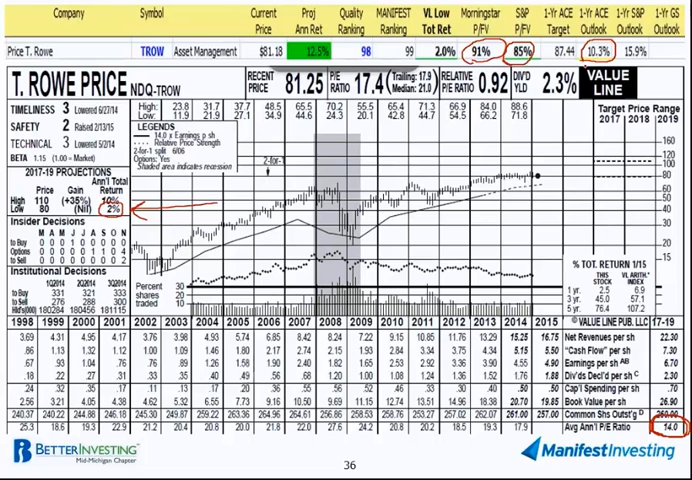 Company Symbol Current Price Proj Ann Ret Quality Ranking MANIFEST Ranking VL Low Tot Ret Morningstar P/FV S&P P/FV 1-Yr ACE Target 1-Yr ACE Outlook 1-Yr S&P Outlook 1-Yr GS Outlook
Price T. Rowe TROW Asset Management $81.18 12.5% 98 99 2.0% 91% 85% 87.44 10.3% 15.9%
T. ROWE PRICE NDQ-TROW RECENT PRICE 81.25 P/E RATIO 17.4 (Trailing: 17.9 Median: 21.0) RELATIVE P/E RATIO 0.92 DIV'D YLD 2.3% VALUE LINE
TIMELINESS 3 Lowered 6/27/14
SAFETY 2 Raised 2/13/15
TECHNICAL 3 Lowered 5/2/14
BETA 1.15 (1.00 = Market)
High: 23.8 31.7 37.7 48.5 65.5 70.2 55.5 65.4 71.3 66.9 84.0 88.6
Low: 11.9 21.9 27.1 34.9 44.6 24.3 20.1 42.8 44.7 54.5 66.2 71.8
Target Price Range
2017 2018 2019
LEGENDS
14.0 x Earnings p sh
Relative Price Strength
2-for-1 split 6/06
Options: Yes
Shaded area indicates recession
2-for-1
160
120
100
80
60
50
40
30
20
15
2017-19 PROJECTIONS
Price Gain Ann'l Total Return
High 110 (+35%) 10%
Low 80 (Nil) 2%
Insider Decisions
M A M J J A S O N
to Buy 0 0 0 1 0 0 0 0 0
Options 0 0 0 0 0 0 1 0 4
to Sell 0 0 0 0 0 0 0 0 2
Institutional Decisions
1Q2014 2Q2014 3Q2014
to Buy 331 321 333
to Sell 276 288 300
Hld's(000) 180284 180456 181115
Percent shares traded
30
20
10
% TOT. RETURN 1/15
THIS STOCK VL ARITH.* INDEX
1 yr. 2.5 6.9
3 yr. 45.0 57.1
5 yr. 76.4 107.2
1998 1999 2000 2001 2002 2003 2004 2005 2006 2007 2008 2009 2010 2011 2012 2013 2014 2015 © VALUE LINE PUB. LLC 17-19
3.69 4.31 4.95 4.17 3.76 3.98 4.93 5.74 6.85 8.42 8.24 7.22 9.15 10.85 11.76 13.29 15.25 16.75 Net Revenues per sh 22.30
.86 1.13 1.32 1.12 1.03 1.09 1.46 1.80 2.17 2.74 2.15 1.93 2.84 3.34 3.75 4.34 5.15 5.50 "Cash Flow" per sh 7.30
.67 .93 1.04 .76 .76 .89 1.26 1.58 1.90 2.40 1.82 1.65 2.53 2.92 3.36 3.90 4.55 4.90 Earnings per sh AB 6.70
.18 .22 .27 .31 .33 .35 .40 .49 .56 .68 .96 1.00 1.08 1.24 1.36 1.52 1.76 1.88 Div'ds Decl'd per sh C 2.30
Cap'l Spending per sh .70
2.56 3.21 4.05 4.38 4.62 5.32 6.55 7.73 9.16 10.50 9.69 11.15 12.76 13.51 14.96 18.38 20.70 19.85 Book Value per sh 26.90
240.37 240.22 244.88 246.18 245.30 249.87 259.22 263.36 264.96 264.61 256.86 258.53 258.76 253.27 257.02 262.07 261.00 257.00 Common Shs Outst'g D 250.00
25.3 18.6 19.3 22.9 21.2 20.4 20.8 20.0 21.8 22.0 27.6 24.2 20.8 20.2 18.5 19.3 17.9 Avg Ann'l P/E Ratio 14.0
BETTERINVESTING
Mid-Michigan Chapter
36
ManifestInvesting